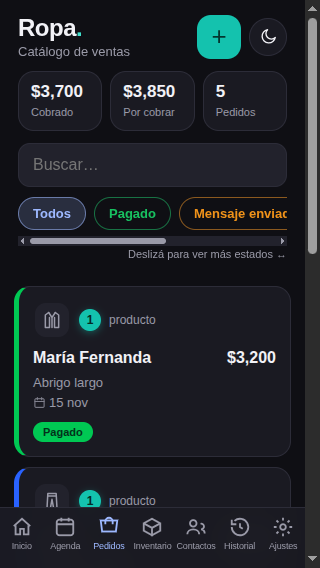 Ropa.
Catálogo de ventas
$3,700
Cobrado
$3,850
Por cobrar
5
Pedidos
Buscar…
Todos
Pagado
Mensaje enviad
Deslizá para ver más estados ↔
1 producto
María Fernanda $3,200
Abrigo largo
15 nov
Pagado
1 producto
Inicio Agenda Pedidos Inventario Contactos Historial Ajustes